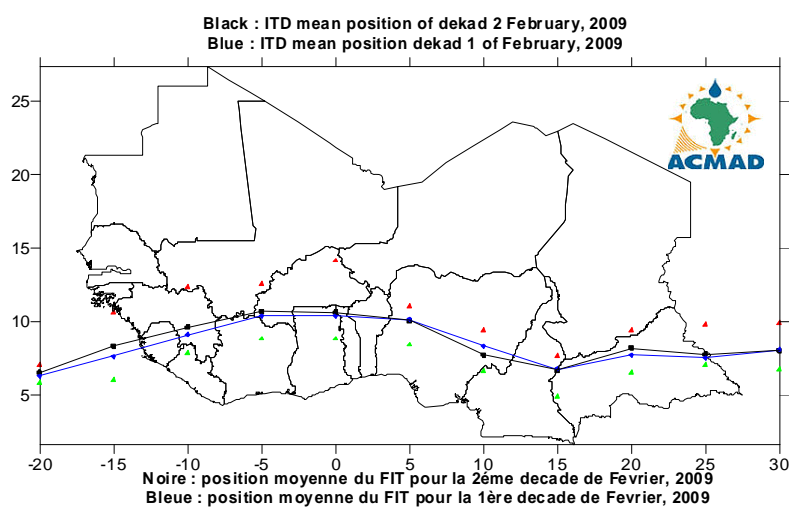 Black : ITD mean position of dekad 2 February, 2009
Blue : ITD mean position dekad 1 of February, 2009
25
20
15
10
5
ACMAD
-20 -15 -10 -5 0 5 10 15 20 25 30
Noire : position moyenne du FIT pour la 2éme decade de Fevrier, 2009
Bleue : position moyenne du FIT pour la 1ère decade de Fevrier, 2009